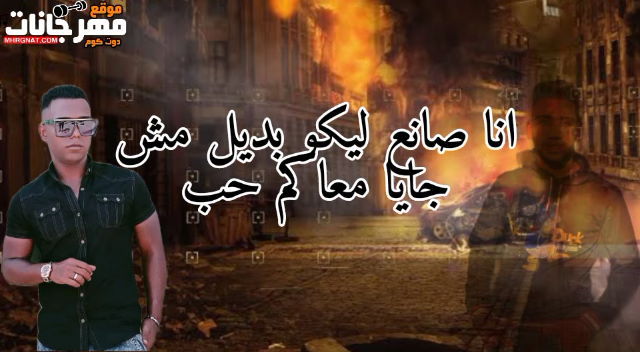 موقع
مهرجانات
MHRGNAT.COM
دوت كوم
انا صانع ليكو بديل مش
جايا معاكم حب